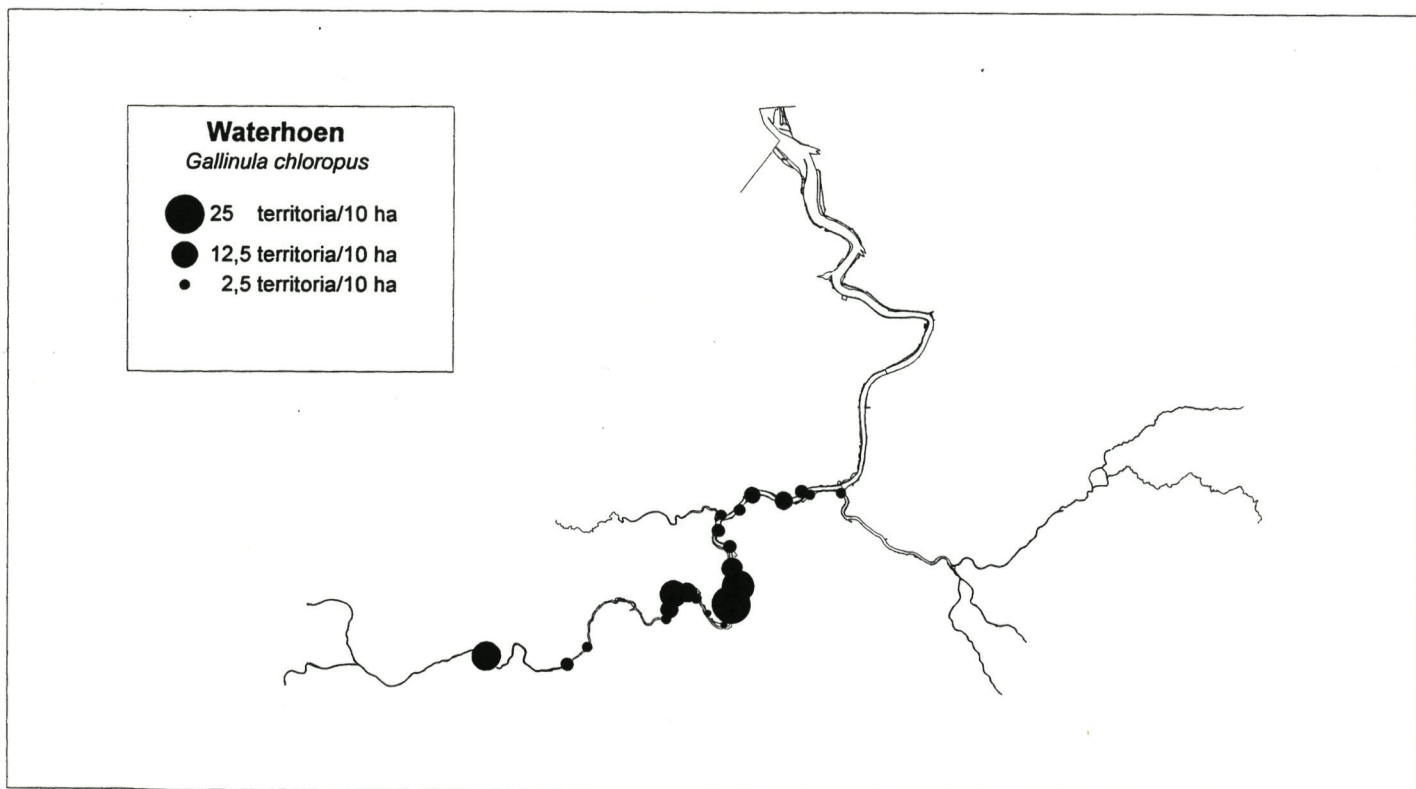 Waterhoen
Gallinula chloropus
25 territoria/10 ha
12,5 territoria/10 ha
2,5 territoria/10 ha